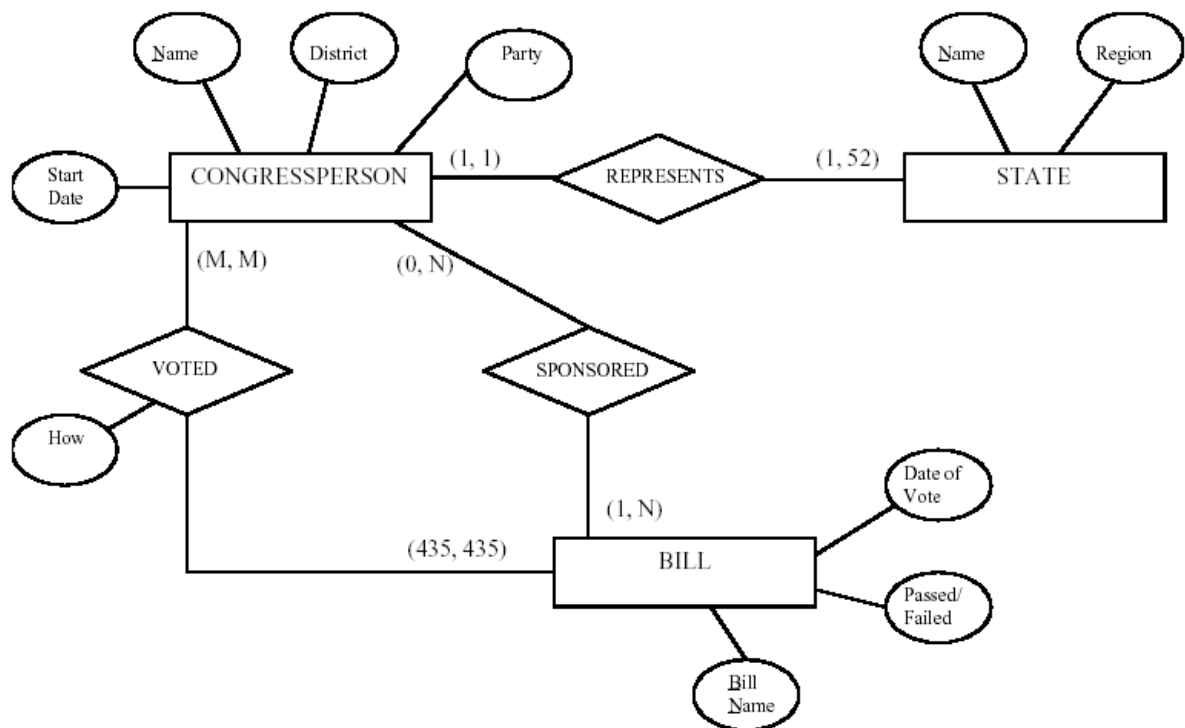 Name
District
Party
Name
Region
Start
Date
CONGRESSPERSON
(1, 1)
REPRESENTS
(1, 52)
STATE
(M, M)
(0, N)
VOTED
SPONSORED
How
Date of
Vote
(1, N)
(435, 435)
BILL
Passed/
Failed
Bill
Name